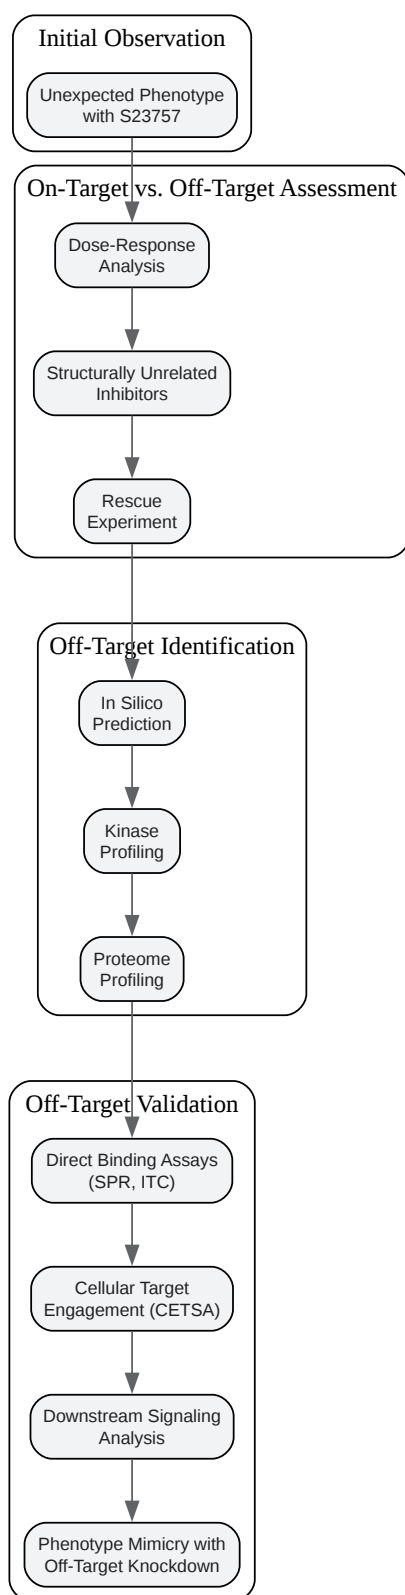 Initial Observation
Unexpected Phenotype
with S23757
On-Target vs. Off-Target Assessment
Dose-Response
Analysis
Structurally Unrelated
Inhibitors
Rescue
Experiment
Off-Target Identification
In Silico
Prediction
Kinase
Profiling
Proteome
Profiling
Off-Target Validation
Direct Binding Assays
(SPR, ITC)
Cellular Target
Engagement (CETSA)
Downstream Signaling
Analysis
Phenotype Mimicry with
Off-Target Knockdown